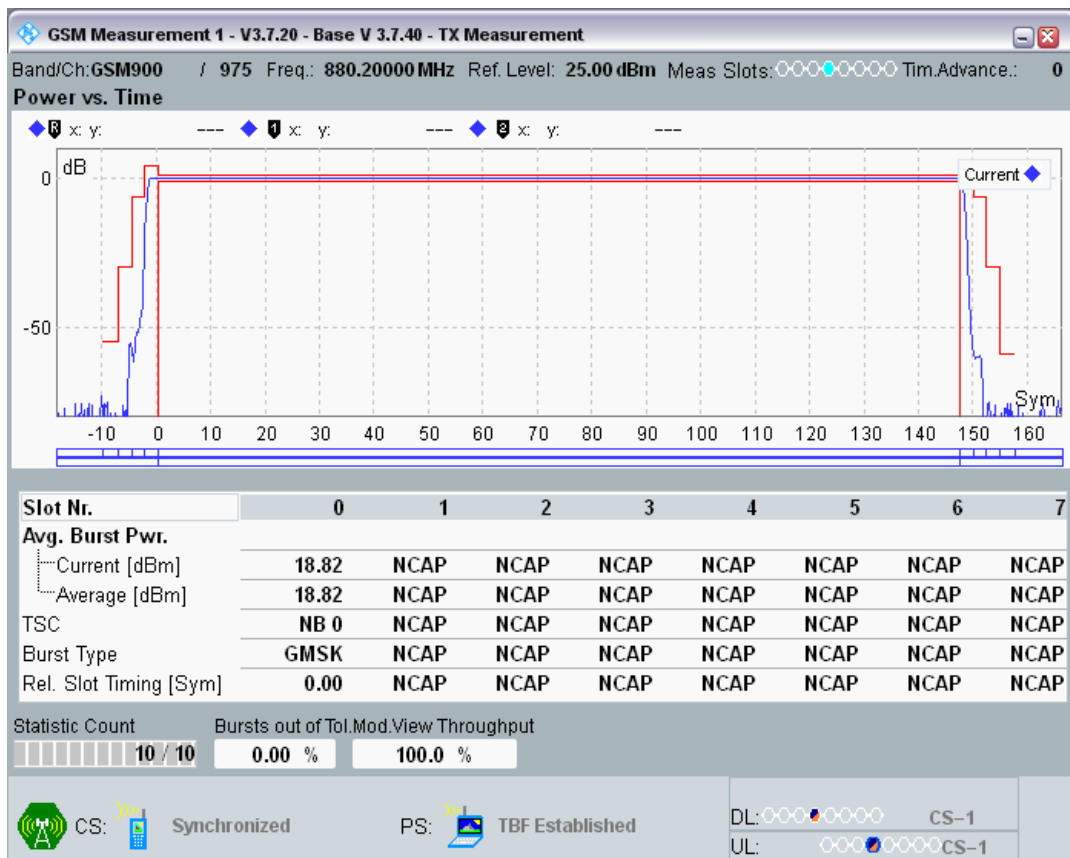 GSM Measurement 1 - V3.7.20 - Base V 3.7.40 - TX Measurement
Band/Ch:GSM900 / 975 Freq.: 880.20000 MHz Ref. Level: 25.00 dBm Meas Slots: Tim.Advance.: 0
Power vs. Time
R x: y: --- 1 x: y: --- 2 x: y: ---
dB
0
Current
-50
Sym
-10 0 10 20 30 40 50 60 70 80 90 100 110 120 130 140 150 160
Slot Nr. 0 1 2 3 4 5 6 7
Avg. Burst Pwr.
Current [dBm] 18.82 NCAP NCAP NCAP NCAP NCAP NCAP NCAP
Average [dBm] 18.82 NCAP NCAP NCAP NCAP NCAP NCAP NCAP
TSC NB 0 NCAP NCAP NCAP NCAP NCAP NCAP NCAP
Burst Type GMSK NCAP NCAP NCAP NCAP NCAP NCAP NCAP
Rel. Slot Timing [Sym] 0.00 NCAP NCAP NCAP NCAP NCAP NCAP NCAP
Statistic Count Bursts out of Tol. Mod.View Throughput
10 / 10 0.00 % 100.0 %
CS: Synchronized PS: TBF Established
DL: CS-1
UL: CS-1